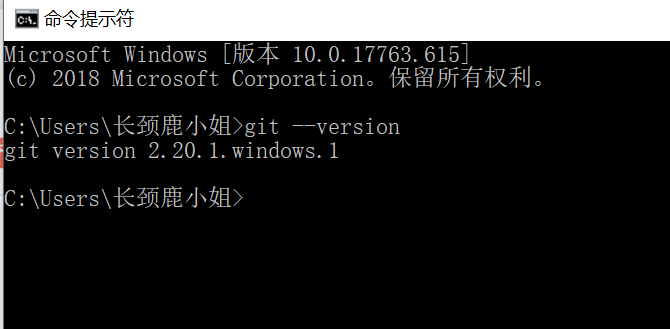 命令提示符
Microsoft Windows [版本 10.0.17763.615]
(c) 2018 Microsoft Corporation。保留所有权利。
C:\Users\长颈鹿小姐>git --version
git version 2.20.1.windows.1
C:\Users\长颈鹿小姐>